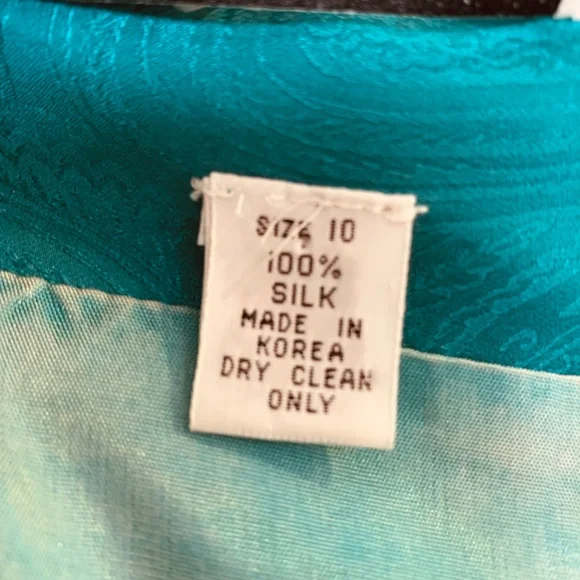 SIZE 10
100%
SILK
MADE IN
KOREA
DRY CLEAN
ONLY